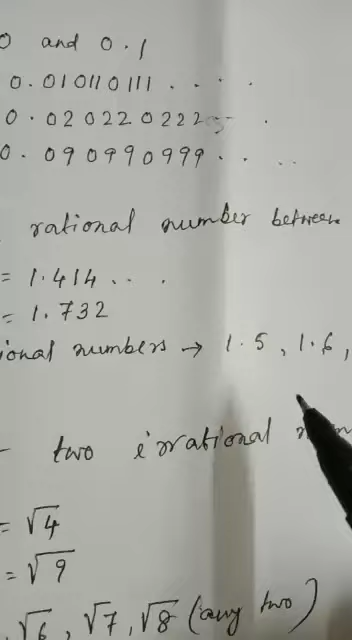 0 and 0.1
0.010110111 . . . .
0.020220222 .
0.090990999 . . . .
rational number between
= 1.414 . . .
= 1.732
ional numbers → 1.5, 1.6,
- two irrational
= √4
= √9
√6, √7, √8 (any two)